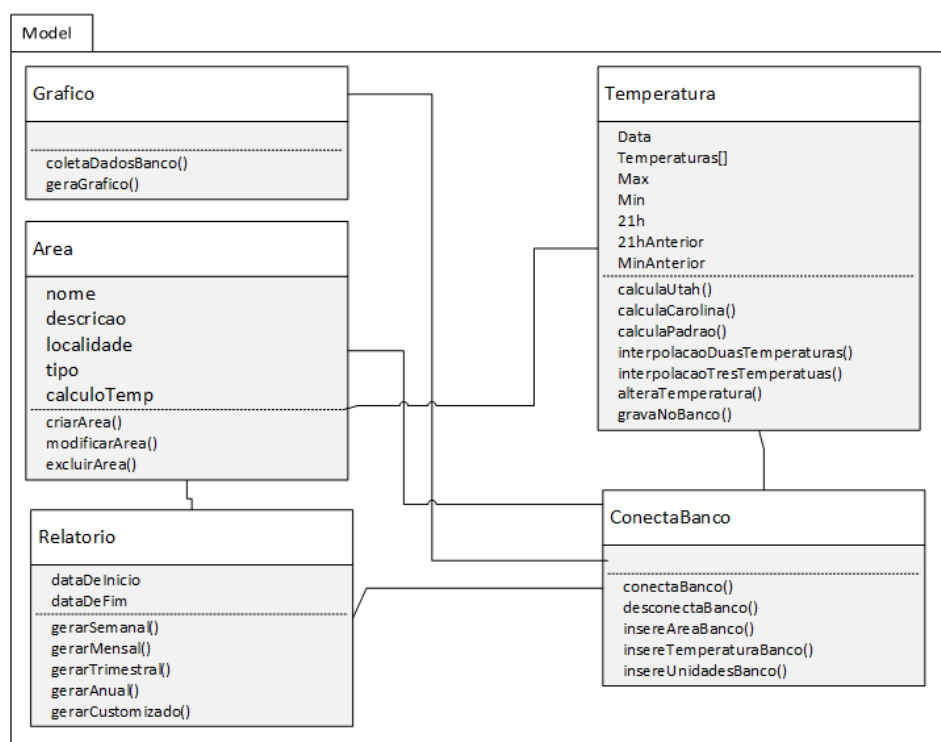 Model
Grafico
coletaDadosBanco()
geraGrafico()
Area
nome
descricao
localidade
tipo
calculoTemp
criarArea()
modificarArea()
excluirArea()
Relatorio
dataDeInicio
dataDeFim
gerarSemanal()
gerarMensal()
gerarTrimestral()
gerarAnual()
gerarCustomizado()
Temperatura
Data
Temperaturas[]
Max
Min
21h
21hAnterior
MinAnterior
calculaUtah()
calculaCarolina()
calculaPadrao()
interpolacaoDuasTemperaturas()
interpolacaoTresTemperatuas()
alteraTemperatura()
gravaNoBanco()
ConectaBanco
conectaBanco()
desconectaBanco()
insereAreaBanco()
insereTemperaturaBanco()
insereUnidadesBanco()